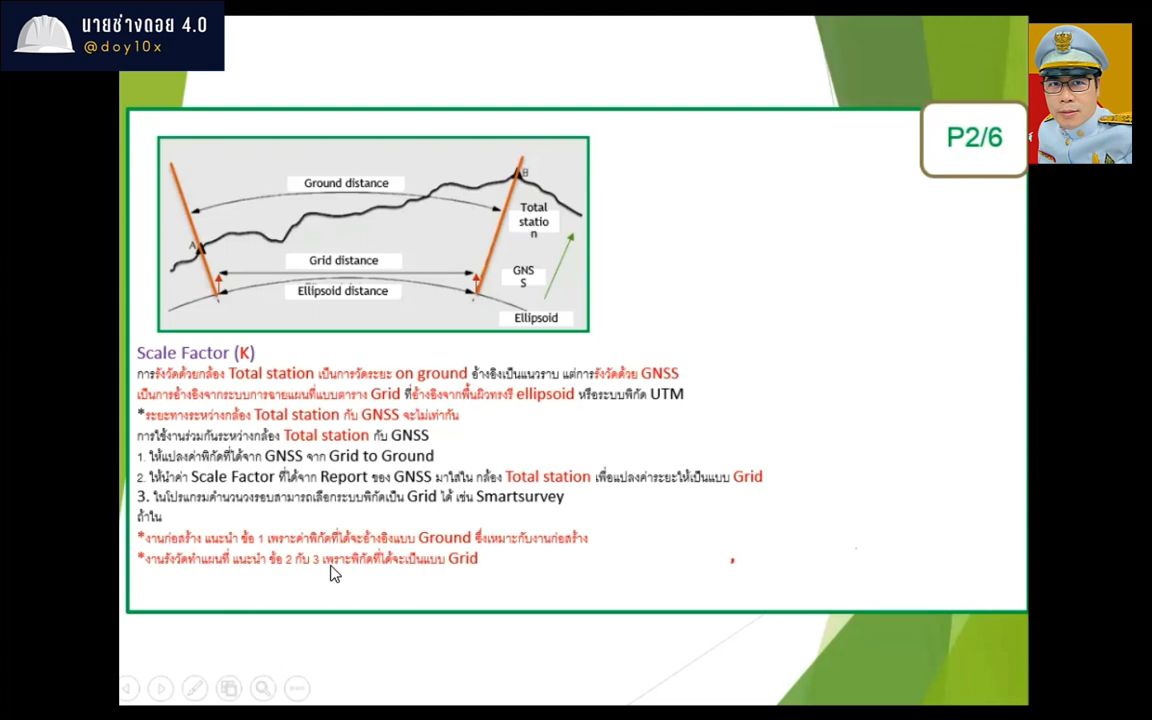 นายช่างดอย 4.0
@doy10x
P2/6
Ground distance
B
Total
statio
n
A
Grid distance
GNS
S
Ellipsoid distance
Ellipsoid
Scale Factor (K)
การรังวัดด้วยกล้อง Total station เป็นการวัดระยะ on ground อ้างอิงเป็นแนวราบ แต่การรังวัดด้วย GNSS
เป็นการอ้างอิงจากระบบการฉายแผนที่แบบตาราง Grid ที่อ้างอิงจากพื้นผิวทรงรี ellipsoid หรือระบบพิกัด UTM
*ระยะทางระหว่างกล้อง Total station กับ GNSS จะไม่เท่ากัน
การใช้งานร่วมกันระหว่างกล้อง Total station กับ GNSS
1. ให้แปลงค่าพิกัดที่ได้จาก GNSS จาก Grid to Ground
2. ให้นำค่า Scale Factor ที่ได้จาก Report ของ GNSS มาใส่ใน กล้อง Total station เพื่อแปลงค่าระยะให้เป็นแบบ Grid
3. ในโปรแกรมคำนวนวงรอบสามารถเลือกระบบพิกัดเป็น Grid ได้ เช่น Smartsurvey
ถ้าใน
*งานก่อสร้าง แนะนำ ข้อ 1 เพราะค่าพิกัดที่ได้จะอ้างอิงแบบ Ground ซึ่งเหมาะกับงานก่อสร้าง
*งานรังวัดทำแผนที่ แนะนำ ข้อ 2 กับ 3 เพราะพิกัดที่ได้จะเป็นแบบ Grid
,